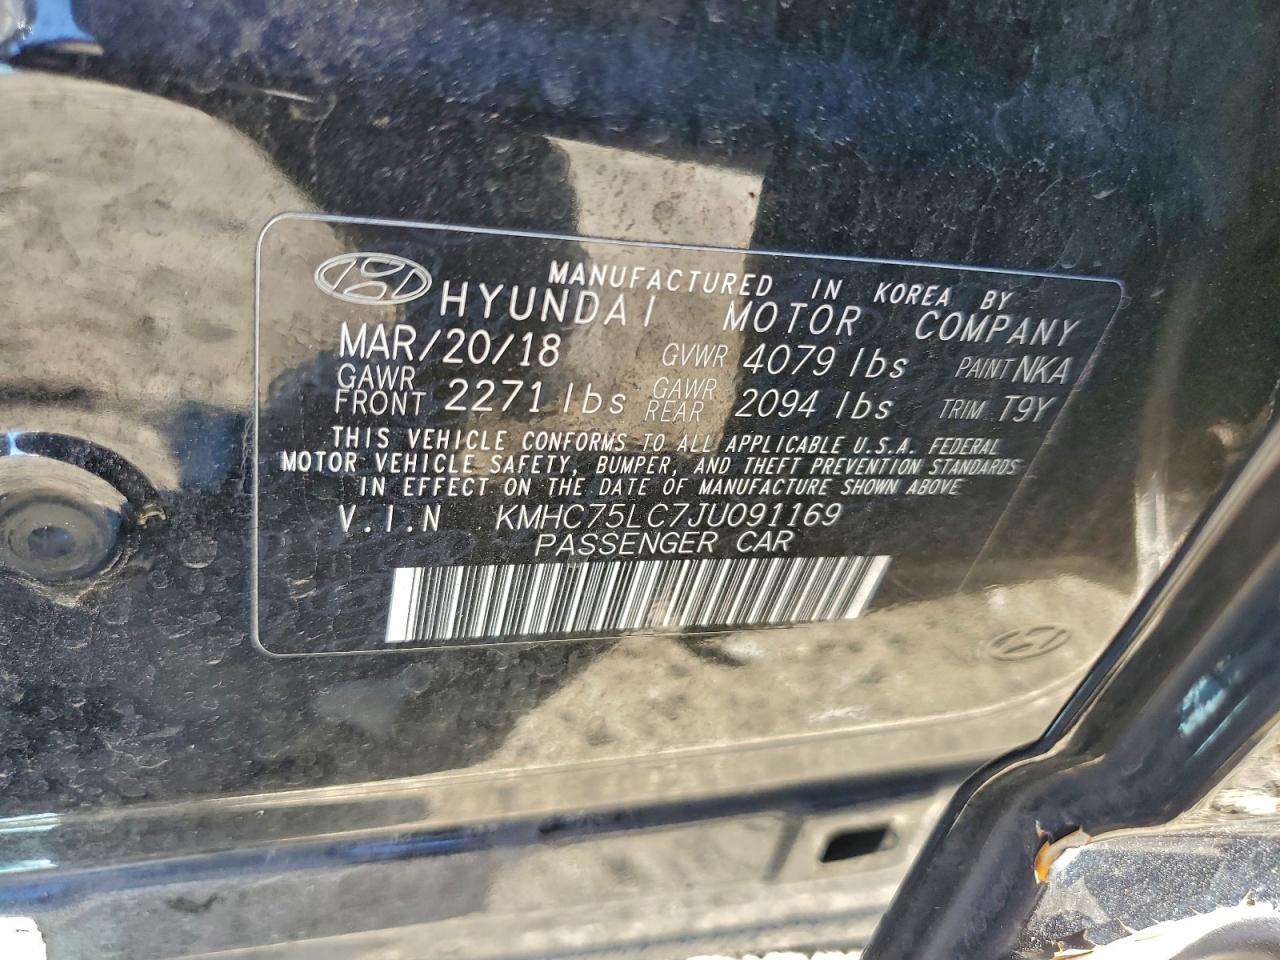 MANUFACTURED IN KOREA BY
HYUNDAI MOTOR COMPANY
MAR/20/18 GVWR 4079 lbs PAINT NKA
GAWR FRONT 2271 lbs GAWR REAR 2094 lbs TRIM T9Y
THIS VEHICLE CONFORMS TO ALL APPLICABLE U.S.A. FEDERAL
MOTOR VEHICLE SAFETY, BUMPER, AND THEFT PREVENTION STANDARDS
IN EFFECT ON THE DATE OF MANUFACTURE SHOWN ABOVE
V.I.N KMHC75LC7JU091169
PASSENGER CAR